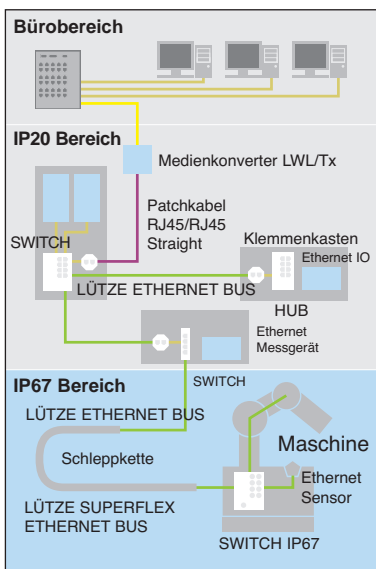 Bürobereich
IP20 Bereich
Medienkonverter LWL/Tx
Patchkabel
RJ45/RJ45
Straight
SWITCH
Klemmenkasten
Ethernet IO
LÜTZE ETHERNET BUS
HUB
Ethernet
Messgerät
SWITCH
IP67 Bereich
LÜTZE ETHERNET BUS
Schleppkette
Maschine
Ethernet
Sensor
LÜTZE SUPERFLEX
ETHERNET BUS
SWITCH IP67